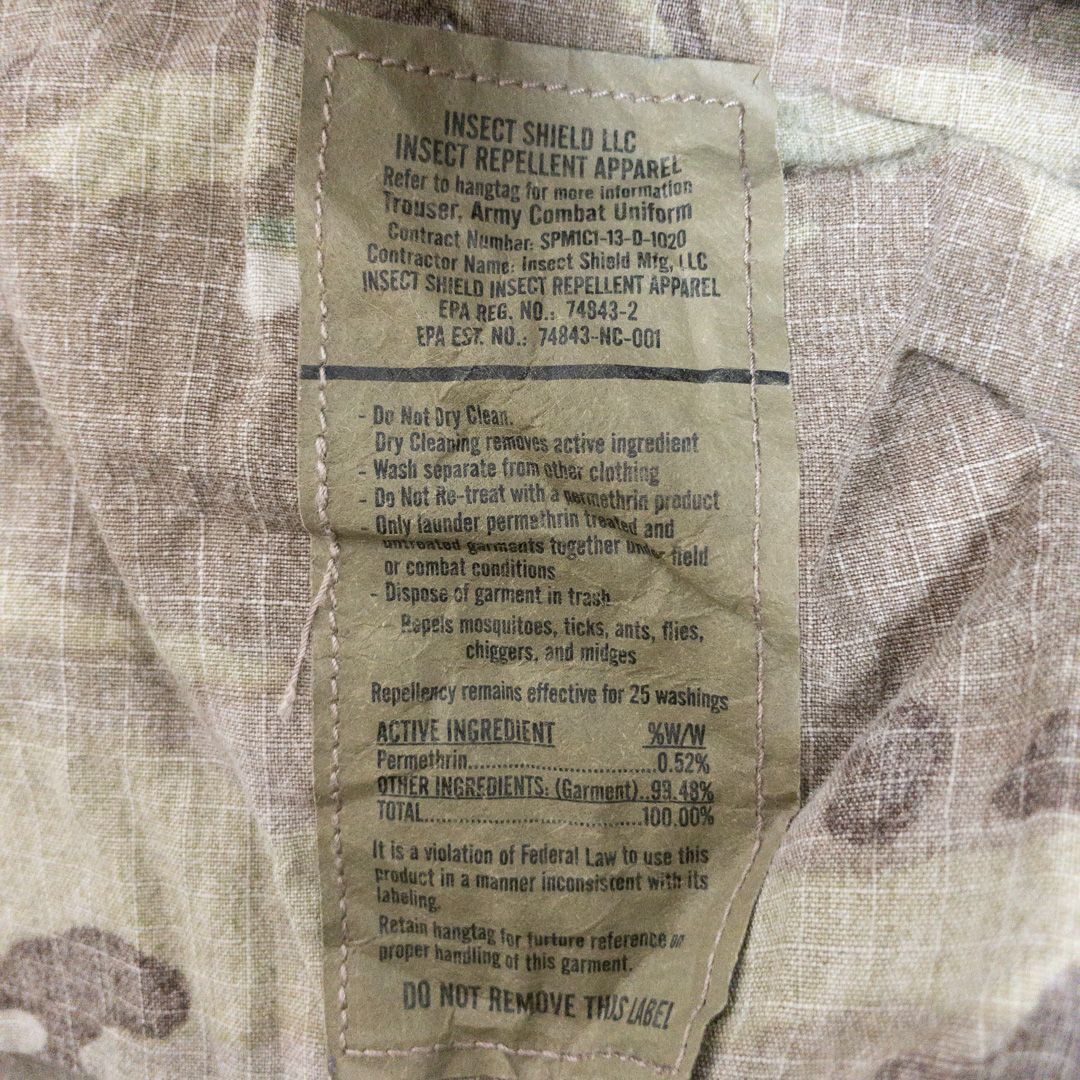 INSECT SHIELD LLC
INSECT REPELLENT APPAREL
Refer to hangtag for more information
Trouser, Army Combat Uniform
Contract Number: SPM1C1-13-D-1020
Contractor Name: Insect Shield Mfg, LLC
INSECT SHIELD INSECT REPELLENT APPAREL
EPA REG. NO.: 74843-2
EPA EST. NO.: 74843-NC-001
- Do Not Dry Clean.
Dry Cleaning removes active ingredient
- Wash separate from other clothing
- Do Not Re-treat with a permethrin product
- Only launder permethrin treated and
untreated garments together under field
or combat conditions
- Dispose of garment in trash
Repels mosquitoes, ticks, ants, flies,
chiggers, and midges
Repellency remains effective for 25 washings
ACTIVE INGREDIENT %W/W
Permethrin..............................0.52%
OTHER INGREDIENTS: (Garment)..99.48%
TOTAL...................................100.00%
It is a violation of Federal Law to use this
product in a manner inconsistent with its
labeling.
Retain hangtag for furture reference on
proper handling of this garment.
DO NOT REMOVE THIS LABEL